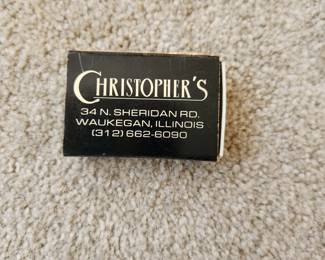 CHRISTOPHER'S
34 N. SHERIDAN RD.
WAUKEGAN, ILLINOIS
(312) 662-6090